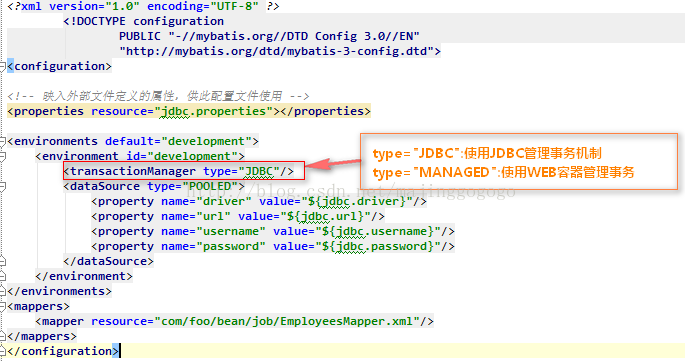 <?xml version="1.0" encoding="UTF-8" ?>
<!DOCTYPE configuration
PUBLIC "-//mybatis.org//DTD Config 3.0//EN"
"http://mybatis.org/dtd/mybatis-3-config.dtd">
<configuration>
<!-- 映入外部文件定义的属性，供此配置文件使用 -->
<properties resource="jdbc.properties"></properties>
<environments default="development">
<environment id="development">
<transactionManager type="JDBC"/>
type="JDBC":使用JDBC管理事务机制
type="MANAGED":使用WEB容器管理事务
<dataSource type="POOLED">
http://blog.csdn.net/majinggogogo
<property name="driver" value="${jdbc.driver}"/>
<property name="url" value="${jdbc.url}"/>
<property name="username" value="${jdbc.username}"/>
<property name="password" value="${jdbc.password}"/>
</dataSource>
</environment>
</environments>
<mappers>
<mapper resource="com/foo/bean/job/EmployeesMapper.xml"/>
</mappers>
</configuration>